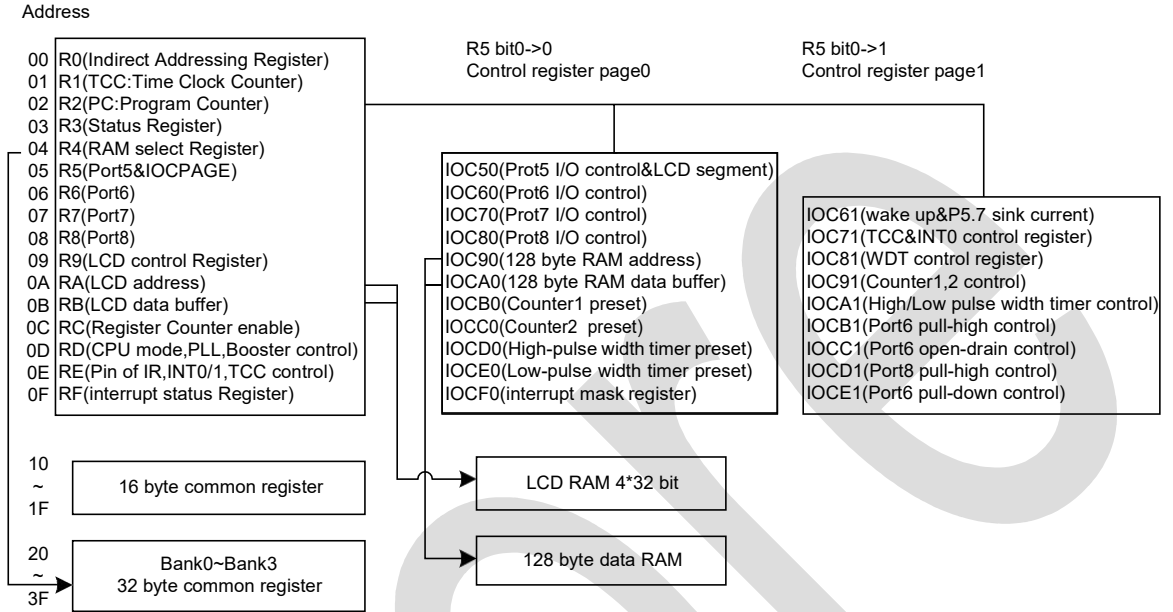 Address
R5 bit0->0
Control register page0
R5 bit0->1
Control register page1
00 R0(Indirect Addressing Register)
01 R1(TCC:Time Clock Counter)
02 R2(PC:Program Counter)
03 R3(Status Register)
04 R4(RAM select Register)
05 R5(Port5&IOCPAGE)
06 R6(Port6)
07 R7(Port7)
08 R8(Port8)
09 R9(LCD control Register)
0A RA(LCD address)
0B RB(LCD data buffer)
0C RC(Register Counter enable)
0D RD(CPU mode,PLL,Booster control)
0E RE(Pin of IR,INT0/1,TCC control)
0F RF(interrupt status Register)
IOC50(Prot5 I/O control&LCD segment)
IOC60(Prot6 I/O control)
IOC70(Prot7 I/O control)
IOC80(Prot8 I/O control)
IOC90(128 byte RAM address)
IOCA0(128 byte RAM data buffer)
IOCB0(Counter1 preset)
IOCC0(Counter2 preset)
IOCD0(High-pulse width timer preset)
IOCE0(Low-pulse width timer preset)
IOCF0(interrupt mask register)
IOC61(wake up&P5.7 sink current)
IOC71(TCC&INT0 control register)
IOC81(WDT control register)
IOC91(Counter1,2 control)
IOCA1(High/Low pulse width timer control)
IOCB1(Port6 pull-high control)
IOCC1(Port6 open-drain control)
IOCD1(Port8 pull-high control)
IOCE1(Port6 pull-down control)
10
~
1F
16 byte common register
LCD RAM 4*32 bit
20
~
3F
Bank0~Bank3
32 byte common register
128 byte data RAM